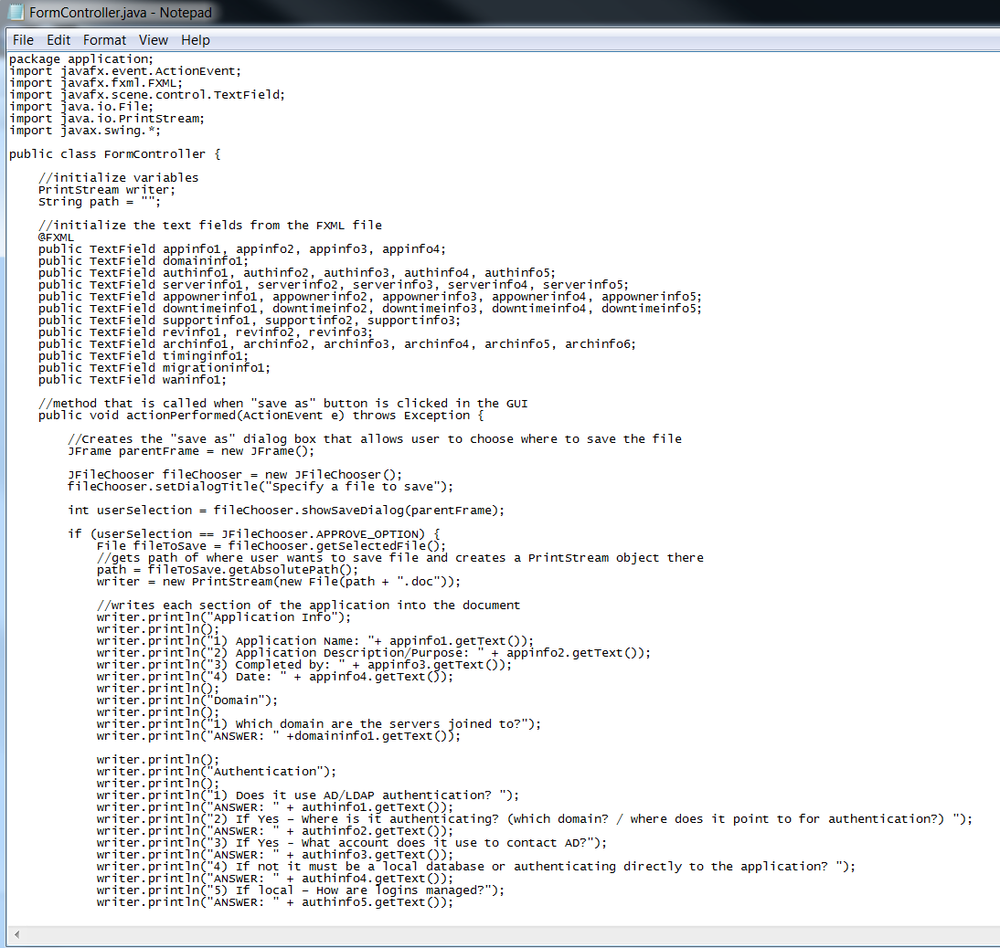 FormController.java - Notepad
File Edit Format View Help
package application;
import javafx.event.ActionEvent;
import javafx.fxml.FXML;
import javafx.scene.control.TextField;
import java.io.File;
import java.io.PrintStream;
import javax.swing.*;

public class FormController {

    //initialize variables
    PrintStream writer;
    String path = "";

    //initialize the text fields from the FXML file
    @FXML
    public TextField appinfo1, appinfo2, appinfo3, appinfo4;
    public TextField domaininfo1;
    public TextField authinfo1, authinfo2, authinfo3, authinfo4, authinfo5;
    public TextField serverinfo1, serverinfo2, serverinfo3, serverinfo4, serverinfo5;
    public TextField appownerinfo1, appownerinfo2, appownerinfo3, appownerinfo4, appownerinfo5;
    public TextField downtimeinfo1, downtimeinfo2, downtimeinfo3, downtimeinfo4, downtimeinfo5;
    public TextField supportinfo1, supportinfo2, supportinfo3;
    public TextField revinfo1, revinfo2, revinfo3;
    public TextField archinfo1, archinfo2, archinfo3, archinfo4, archinfo5, archinfo6;
    public TextField timinginfo1;
    public TextField migrationinfo1;
    public TextField waninfo1;

    //method that is called when "save as" button is clicked in the GUI
    public void actionPerformed(ActionEvent e) throws Exception {

        //Creates the "save as" dialog box that allows user to choose where to save the file
        JFrame parentFrame = new JFrame();

        JFileChooser fileChooser = new JFileChooser();
        fileChooser.setDialogTitle("Specify a file to save");

        int userSelection = fileChooser.showSaveDialog(parentFrame);

        if (userSelection == JFileChooser.APPROVE_OPTION) {
            File fileToSave = fileChooser.getSelectedFile();
            //gets path of where user wants to save file and creates a PrintStream object there
            path = fileToSave.getAbsolutePath();
            writer = new PrintStream(new File(path + ".doc"));

            //writes each section of the application into the document
            writer.println("Application Info");
            writer.println();
            writer.println("1) Application Name: "+ appinfo1.getText());
            writer.println("2) Application Description/Purpose: " + appinfo2.getText());
            writer.println("3) Completed by: " + appinfo3.getText());
            writer.println("4) Date: " + appinfo4.getText());
            writer.println();
            writer.println("Domain");
            writer.println();
            writer.println("1) Which domain are the servers joined to?");
            writer.println("ANSWER: " +domaininfo1.getText());

            writer.println();
            writer.println("Authentication");
            writer.println();
            writer.println("1) Does it use AD/LDAP authentication? ");
            writer.println("ANSWER: " + authinfo1.getText());
            writer.println("2) If Yes – Where is it authenticating? (which domain? / where does it point to for authentication?) ");
            writer.println("ANSWER: " + authinfo2.getText());
            writer.println("3) If Yes – What account does it use to contact AD?");
            writer.println("ANSWER: " + authinfo3.getText());
            writer.println("4) If not it must be a local database or authenticating directly to the application? ");
            writer.println("ANSWER: " + authinfo4.getText());
            writer.println("5) If local – How are logins managed?");
            writer.println("ANSWER: " + authinfo5.getText());